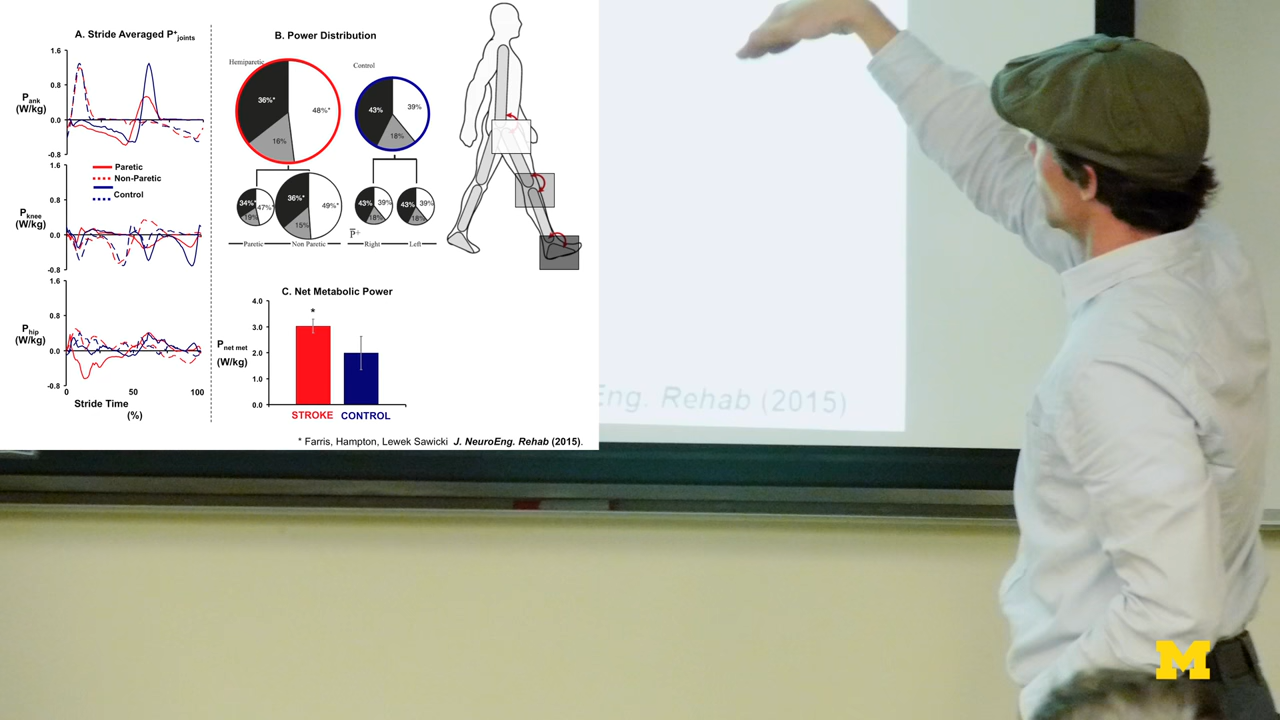 A. Stride Averaged P+joints
1.6
0.8
0.0
-0.8
Pank
(W/kg)
Paretic
Non-Paretic
Control
1.6
0.8
0.0
-0.8
Pknee
(W/kg)
1.6
0.8
0.0
-0.8
Phip
(W/kg)
0
50
100
Stride Time
(%)
B. Power Distribution
Hemiparetic
36%*
48%*
16%
Control
43%
39%
18%
34%*
47%*
19%
36%*
49%*
15%
43%
39%
18%
43%
39%
18%
P+
Paretic
Non Paretic
Right
Left
C. Net Metabolic Power
4.0
3.0
2.0
1.0
0.0
Pnet met
(W/kg)
*
STROKE
CONTROL
* Farris, Hampton, Lewek Sawicki J. NeuroEng. Rehab (2015).
Eng. Rehab (2015)
M